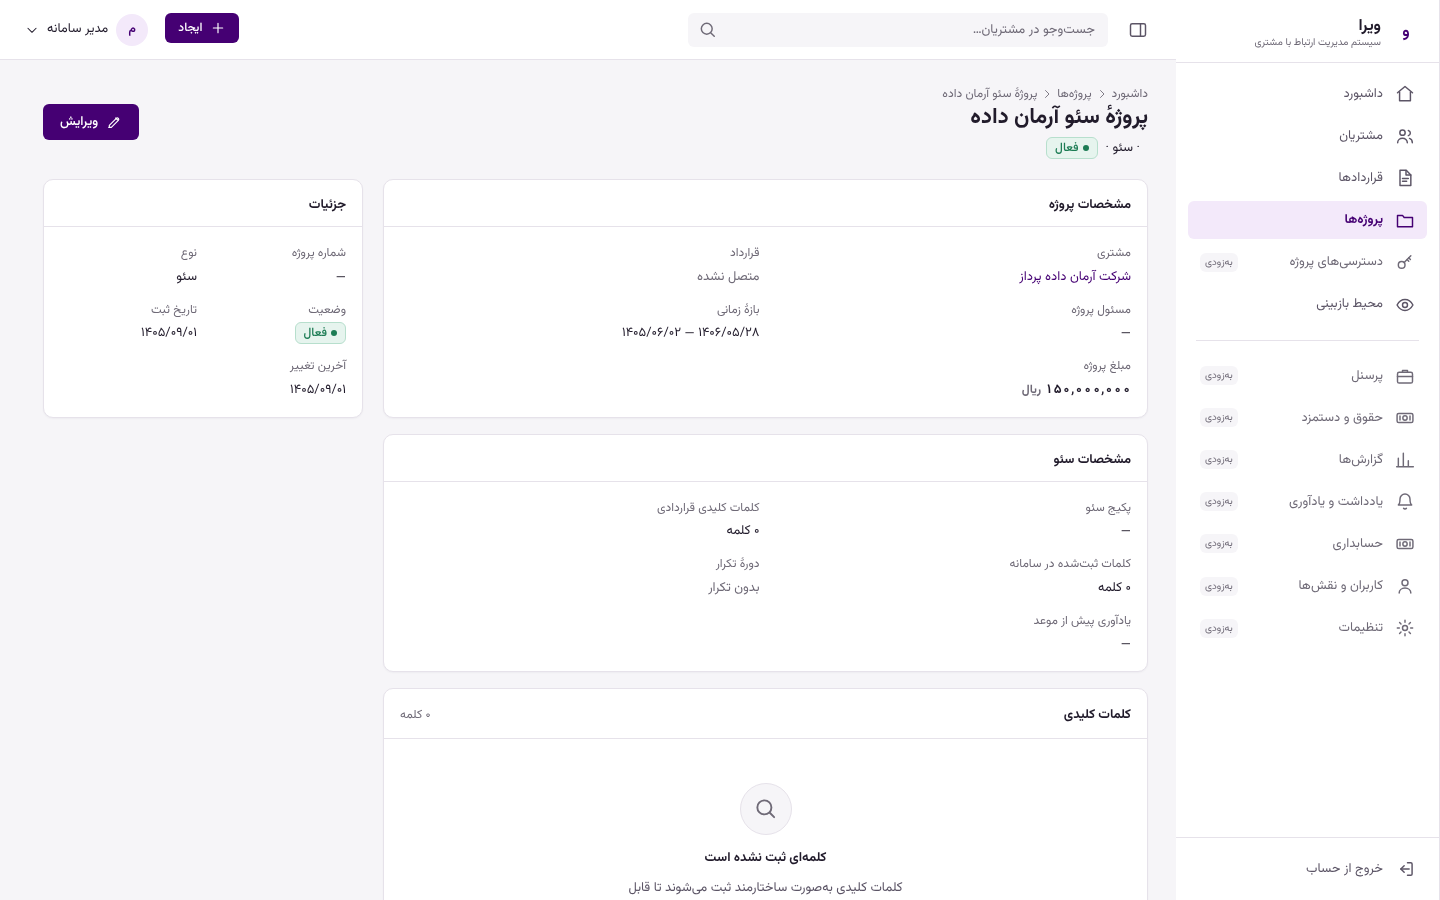 و
ویرا
سیستم مدیریت ارتباط با مشتری
داشبورد
مشتریان
قراردادها
پروژه‌ها
دسترسی‌های پروژه
به‌زودی
محیط بازبینی
پرسنل
به‌زودی
حقوق و دستمزد
به‌زودی
گزارش‌ها
به‌زودی
یادداشت و یادآوری
به‌زودی
حسابداری
به‌زودی
کاربران و نقش‌ها
به‌زودی
تنظیمات
به‌زودی
خروج از حساب
جست‌وجو در مشتریان...
ایجاد
م
مدیر سامانه
داشبورد
پروژه‌ها
پروژهٔ سئو آرمان داده
پروژهٔ سئو آرمان داده
· سئو ·
فعال
ویرایش
مشخصات پروژه
مشتری
شرکت آرمان داده پرداز
قرارداد
متصل نشده
مسئول پروژه
—
بازهٔ زمانی
۱۴۰۵/۰۶/۰۲ — ۱۴۰۶/۰۵/۲۸
مبلغ پروژه
۱۵۰,۰۰۰,۰۰۰ ریال
جزئیات
شماره پروژه
—
نوع
سئو
وضعیت
فعال
تاریخ ثبت
۱۴۰۵/۰۹/۰۱
آخرین تغییر
۱۴۰۵/۰۹/۰۱
مشخصات سئو
پکیج سئو
—
کلمات کلیدی قراردادی
۰ کلمه
کلمات ثبت‌شده در سامانه
۰ کلمه
دورهٔ تکرار
بدون تکرار
یادآوری پیش از موعد
—
کلمات کلیدی
۰ کلمه
کلمه‌ای ثبت نشده است
کلمات کلیدی به‌صورت ساختارمند ثبت می‌شوند تا قابل